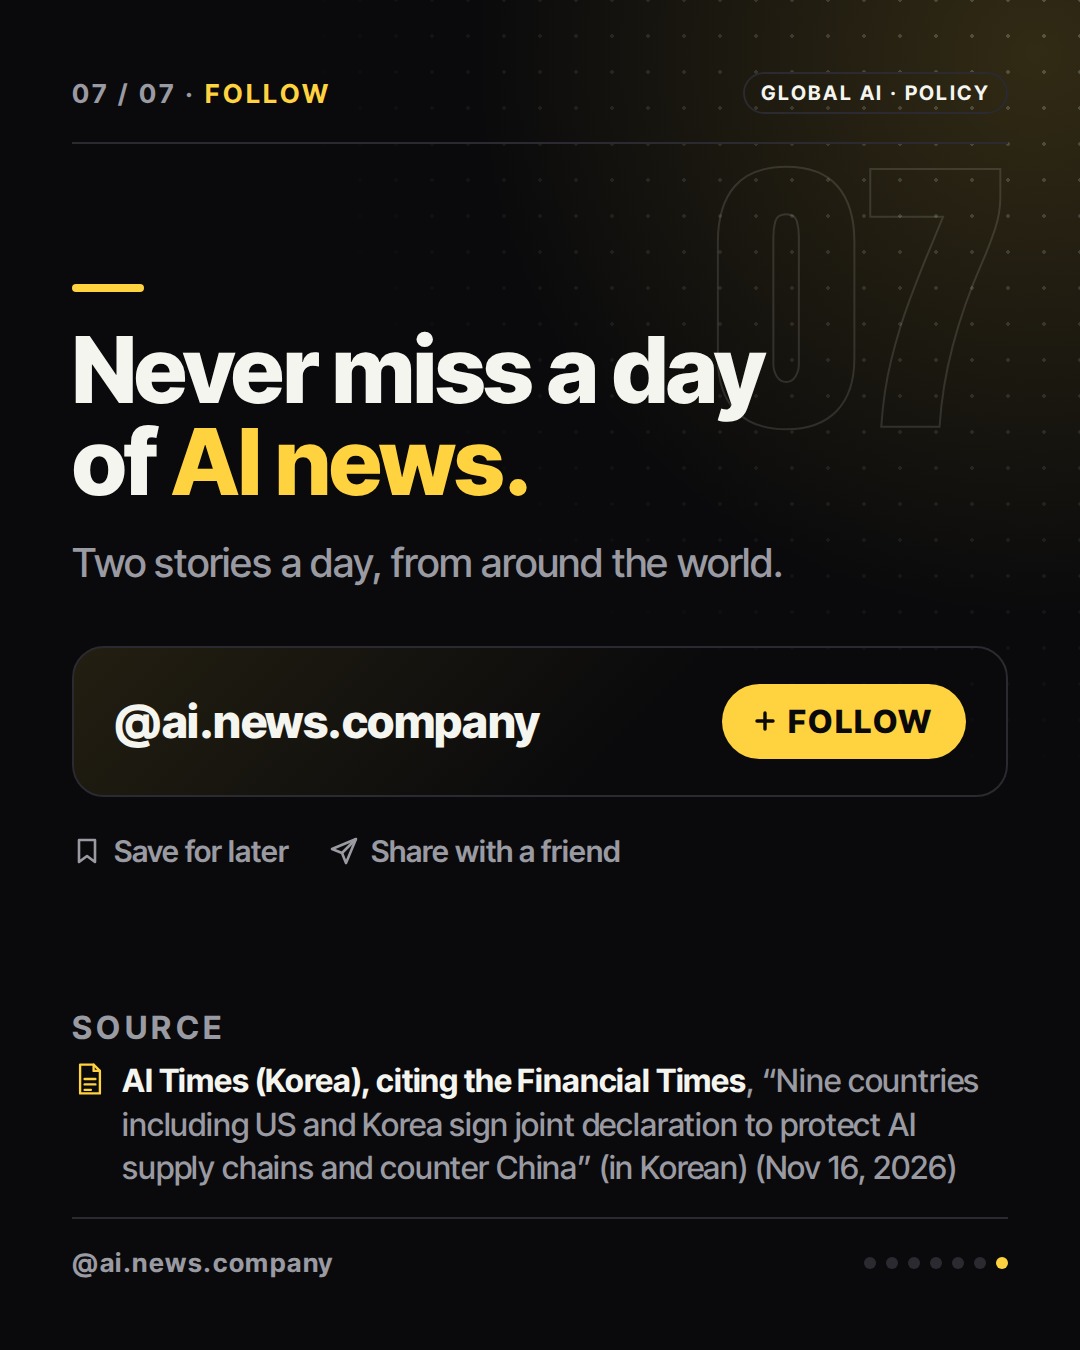 07 / 07 · FOLLOW
GLOBAL AI · POLICY
07
Never miss a day
of AI news.
Two stories a day, from around the world.
@ai.news.company
+ FOLLOW
Save for later
Share with a friend
SOURCE
AI Times (Korea), citing the Financial Times, “Nine countries
including US and Korea sign joint declaration to protect AI
supply chains and counter China” (in Korean) (Nov 16, 2026)
@ai.news.company